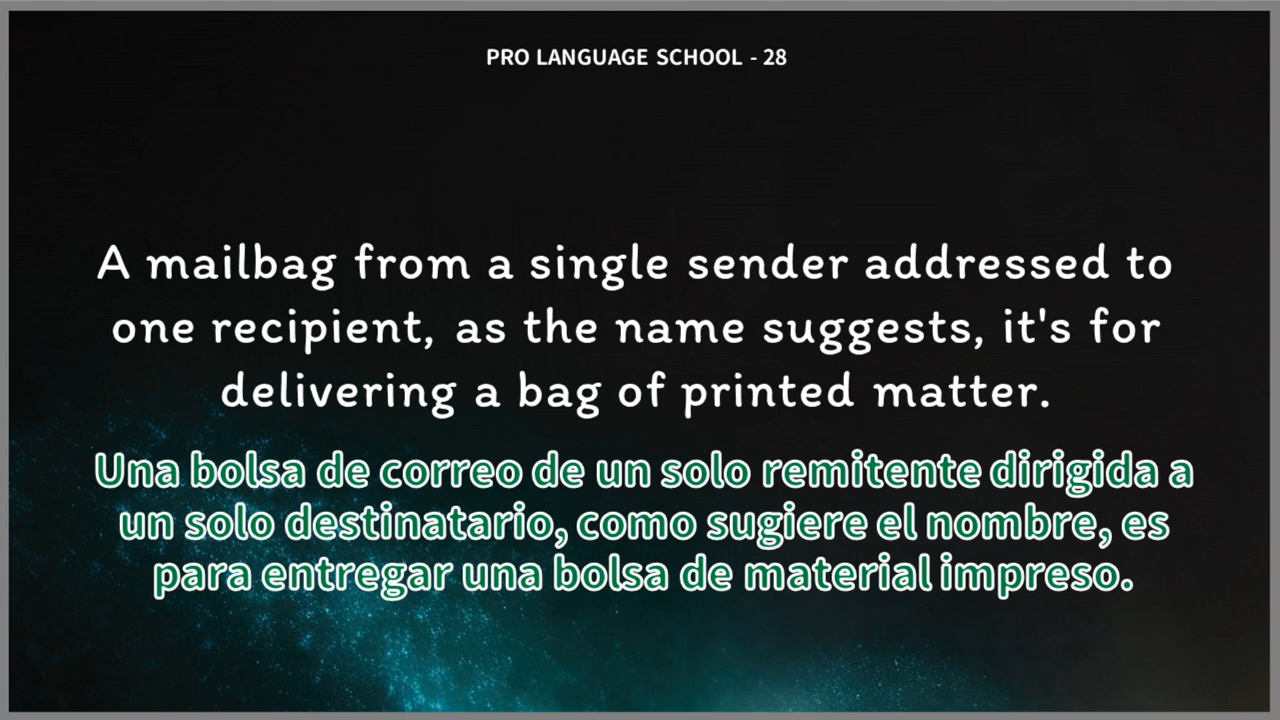 PRO LANGUAGE SCHOOL - 28
A mailbag from a single sender addressed to
one recipient, as the name suggests, it's for
delivering a bag of printed matter.
Una bolsa de correo de un solo remitente dirigida a
un solo destinatario, como sugiere el nombre, es
para entregar una bolsa de material impreso.